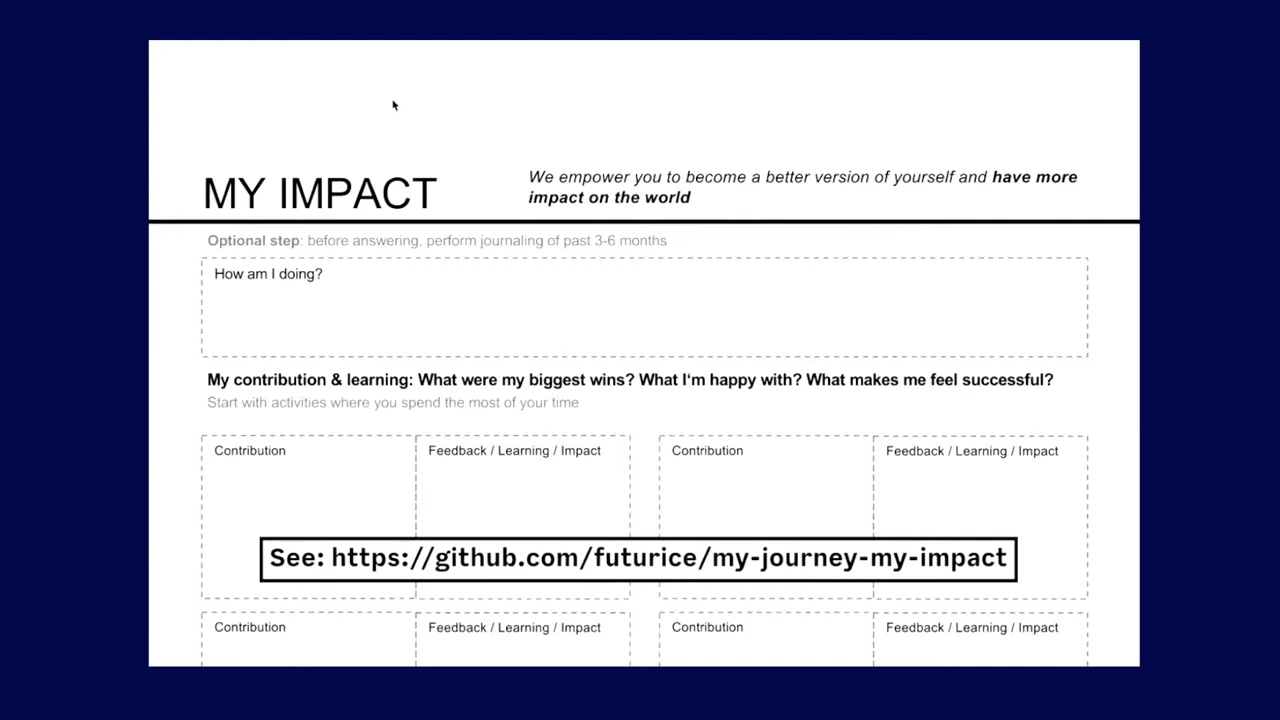 MY IMPACT
We empower you to become a better version of yourself and have more
impact on the world
Optional step: before answering, perform journaling of past 3-6 months
How am I doing?
My contribution & learning: What were my biggest wins? What I'm happy with? What makes me feel successful?
Start with activities where you spend the most of your time
Contribution
Feedback / Learning / Impact
Contribution
Feedback / Learning / Impact
See: https://github.com/futurice/my-journey-my-impact
Contribution
Feedback / Learning / Impact
Contribution
Feedback / Learning / Impact